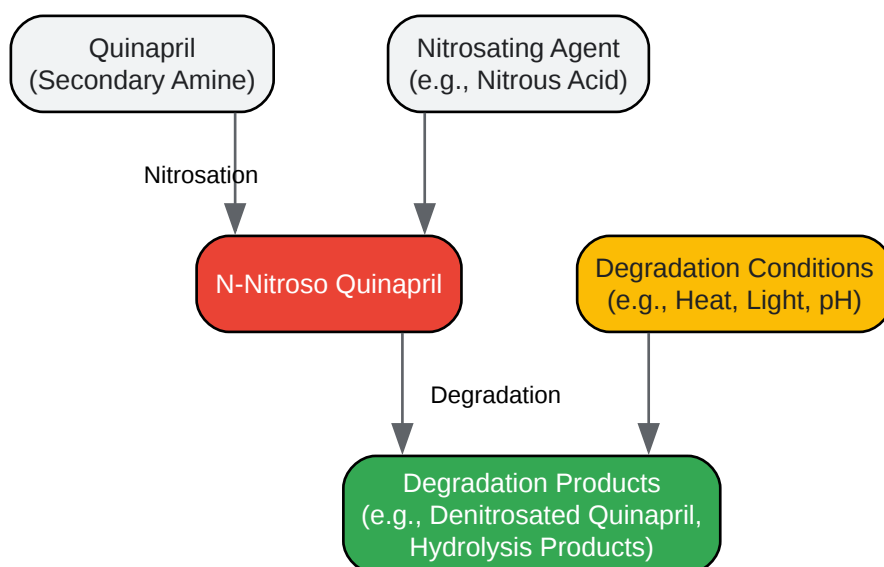 Quinapril
(Secondary Amine)
Nitrosating Agent
(e.g., Nitrous Acid)
Nitrosation
N-Nitroso Quinapril
Degradation Conditions
(e.g., Heat, Light, pH)
Degradation
Degradation Products
(e.g., Denitrosated Quinapril,
Hydrolysis Products)